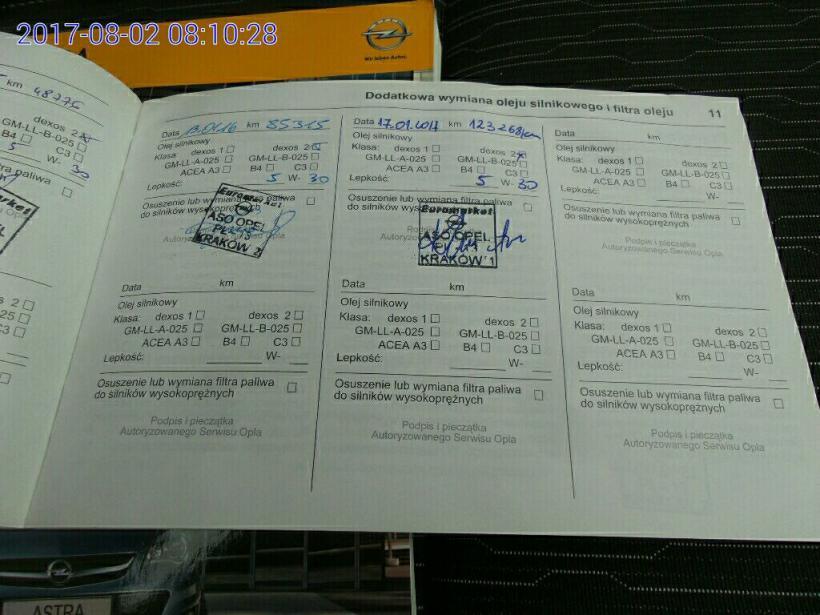 2017-08-02 08:10:28
Wir leben Autos.
Dodatkowa wymiana oleju silnikowego i filtra oleju 11
km 48775
dexos 2
GM-LL-B-025
B4 C3
5 W- 30
filtra paliwa
Data 13.01.16 km 85315
Olej silnikowy
Klasa: dexos 1 dexos 2
GM-LL-A-025 GM-LL-B-025
ACEA A3 B4 C3
Lepkość: 5 W- 30
Osuszenie lub wymiana filtra paliwa
do silników wysokoprężnych
ASO OPEL
KRAKÓW 2
Data km
Olej silnikowy
Klasa: dexos 1 dexos 2
GM-LL-A-025 GM-LL-B-025
ACEA A3 B4 C3
Lepkość: W-
Osuszenie lub wymiana filtra paliwa
do silników wysokoprężnych
Podpis i pieczątka
Autoryzowanego Serwisu Opla
Data 17.01.2017 km 123268km
Olej silnikowy
Klasa: dexos 1 dexos 2
GM-LL-A-025 GM-LL-B-025
ACEA A3 B4 C3
Lepkość: 5 W- 30
Osuszenie lub wymiana filtra paliwa
do silników wysokoprężnych
Euromarket
ASO OPEL
KRAKÓW 1
Data km
Olej silnikowy
Klasa: dexos 1 dexos 2
GM-LL-A-025 GM-LL-B-025
ACEA A3 B4 C3
Lepkość: W-
Osuszenie lub wymiana filtra paliwa
do silników wysokoprężnych
Podpis i pieczątka
Autoryzowanego Serwisu Opla
Data km
Olej silnikowy
Klasa: dexos 1 dexos 2
GM-LL-A-025 GM-LL-B-025
ACEA A3 B4 C3
Lepkość: W-
Osuszenie lub wymiana filtra paliwa
do silników wysokoprężnych
Podpis i pieczątka
Autoryzowanego Serwisu Opla
Data km
Olej silnikowy
Klasa: dexos 1 dexos 2
GM-LL-A-025 GM-LL-B-025
ACEA A3 B4 C3
Lepkość: W-
Osuszenie lub wymiana filtra paliwa
do silników wysokoprężnych
Podpis i pieczątka
Autoryzowanego Serwisu Opla
ASTRA